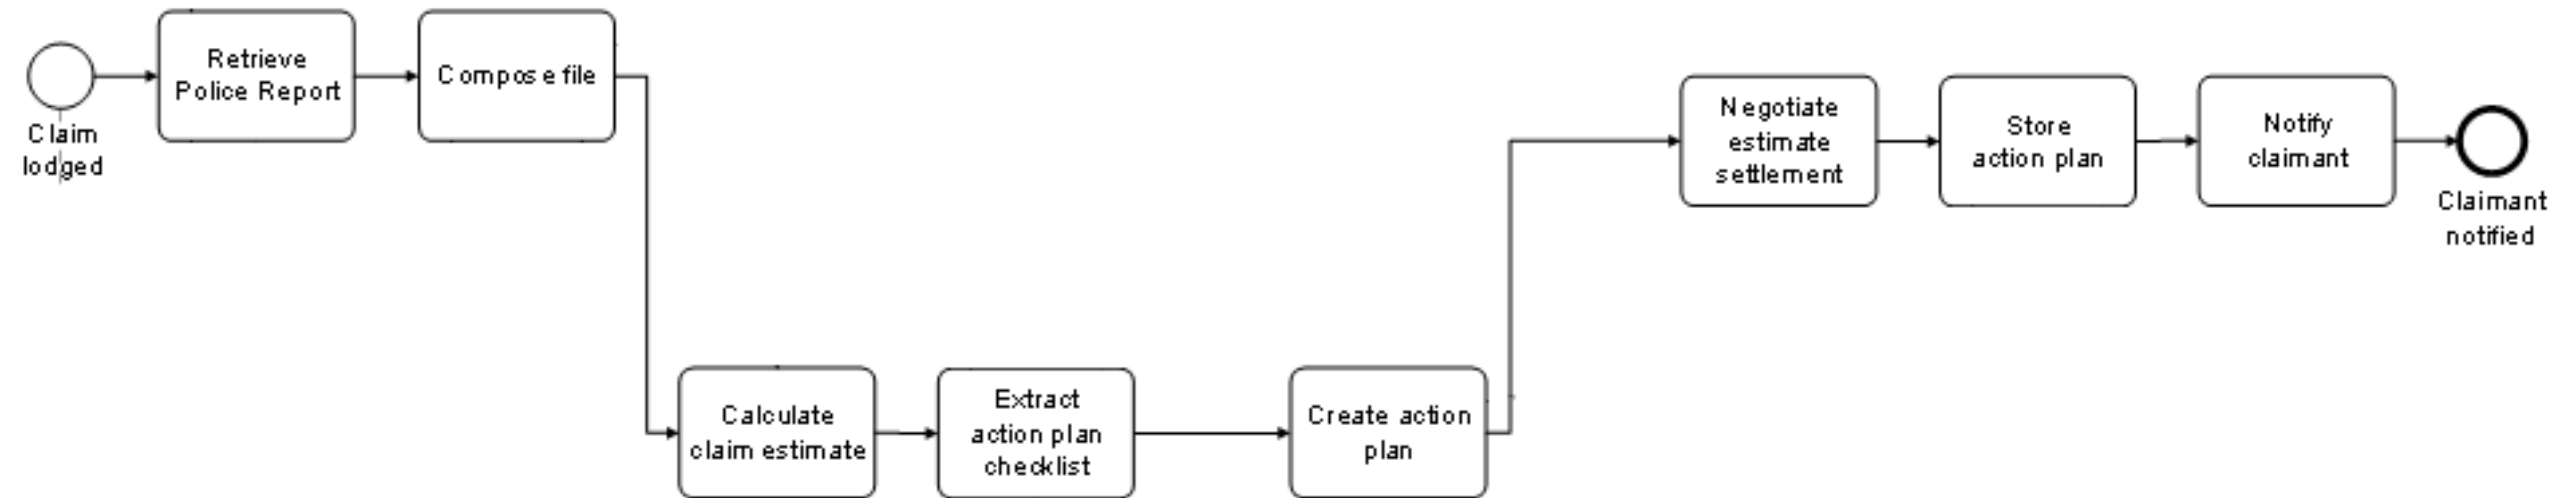 Claim
lodged
Retrieve
Police Report
Compose file
Calculate
claim estimate
Extract
action plan
checklist
Create action
plan
Negotiate
estimate
settlement
Store
action plan
Notify
claimant
Claimant
notified